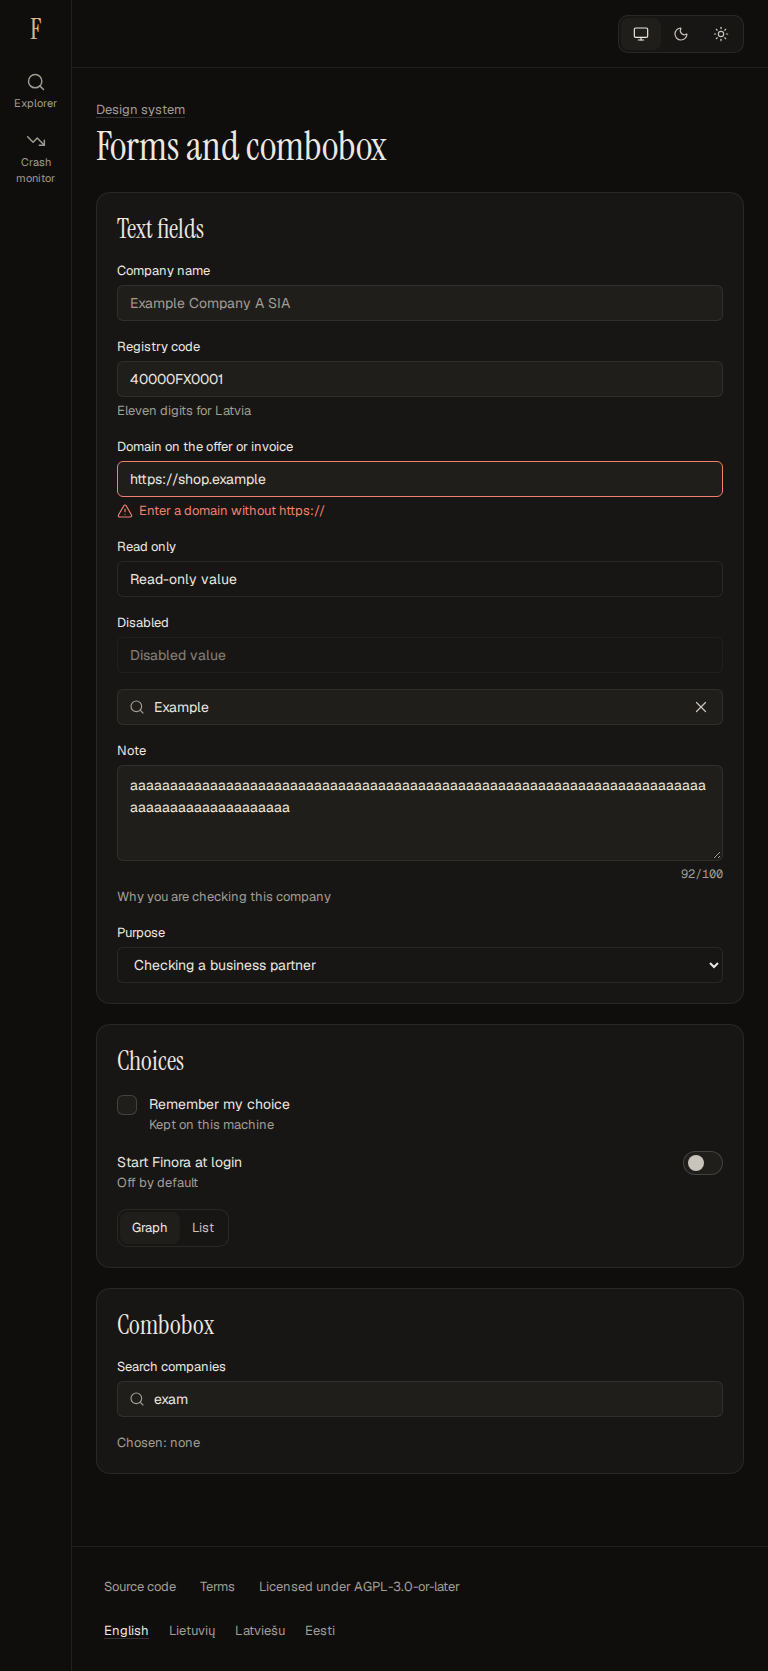 F
Explorer
Crash
monitor
Design system
Forms and combobox
Text fields
Company name
Example Company A SIA
Registry code
40000FX0001
Eleven digits for Latvia
Domain on the offer or invoice
https://shop.example
Enter a domain without https://
Read only
Read-only value
Disabled
Disabled value
Example
Note
aaaaaaaaaaaaaaaaaaaaaaaaaaaaaaaaaaaaaaaaaaaaaaaaaaaaaaaaaaaaaaaaaaaaaaaa
aaaaaaaaaaaaaaaaaaaa
92/100
Why you are checking this company
Purpose
Checking a business partner
Choices
Remember my choice
Kept on this machine
Start Finora at login
Off by default
Graph List
Combobox
Search companies
exam
Chosen: none
Source code Terms Licensed under AGPL-3.0-or-later
English Lietuvių Latviešu Eesti